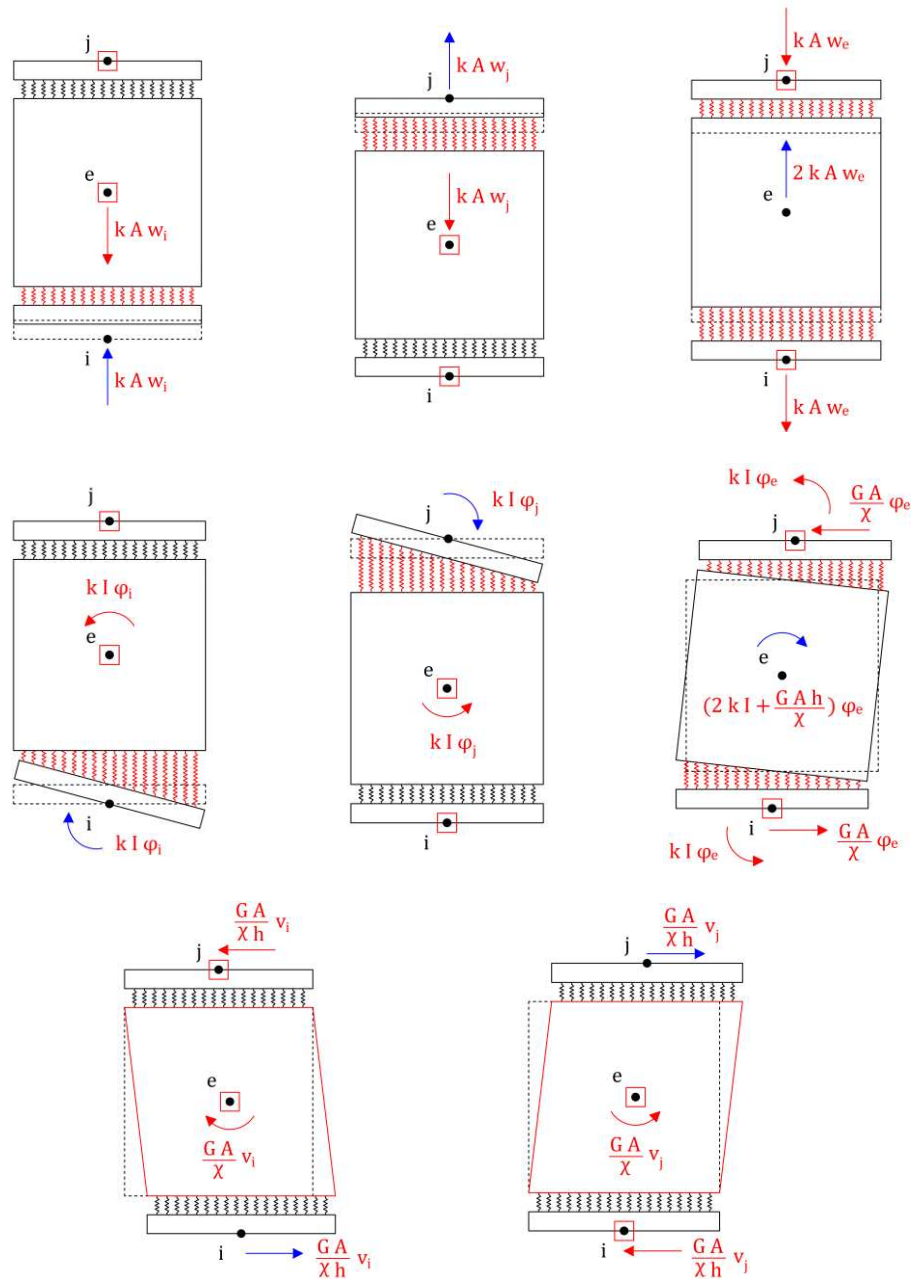 j
e
k A w_i
i
k A w_i
k A w_j
k A w_j
e
i
k A w_e
j
2 k A w_e
e
i
k A w_e
j
k I φ_i
e
i
k I φ_i
k I φ_j
j
e
k I φ_j
i
k I φ_e
G A / χ φ_e
j
e
(2 k I + G A h / χ) φ_e
i
G A / χ φ_e
k I φ_e
G A / χ h v_i
j
e
G A / χ v_i
i
G A / χ h v_i
G A / χ h v_j
j
e
G A / χ v_j
i
G A / χ h v_j